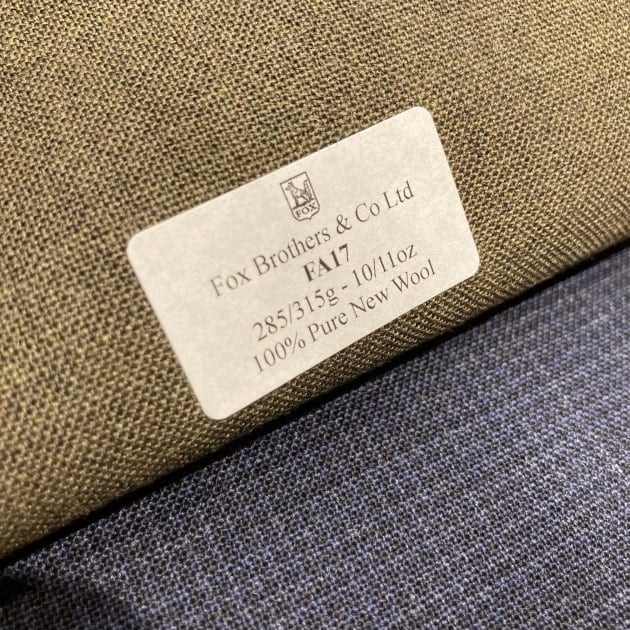 FOX
Fox Brothers & Co Ltd
FA17
285/315g - 10/11oz
100% Pure New Wool